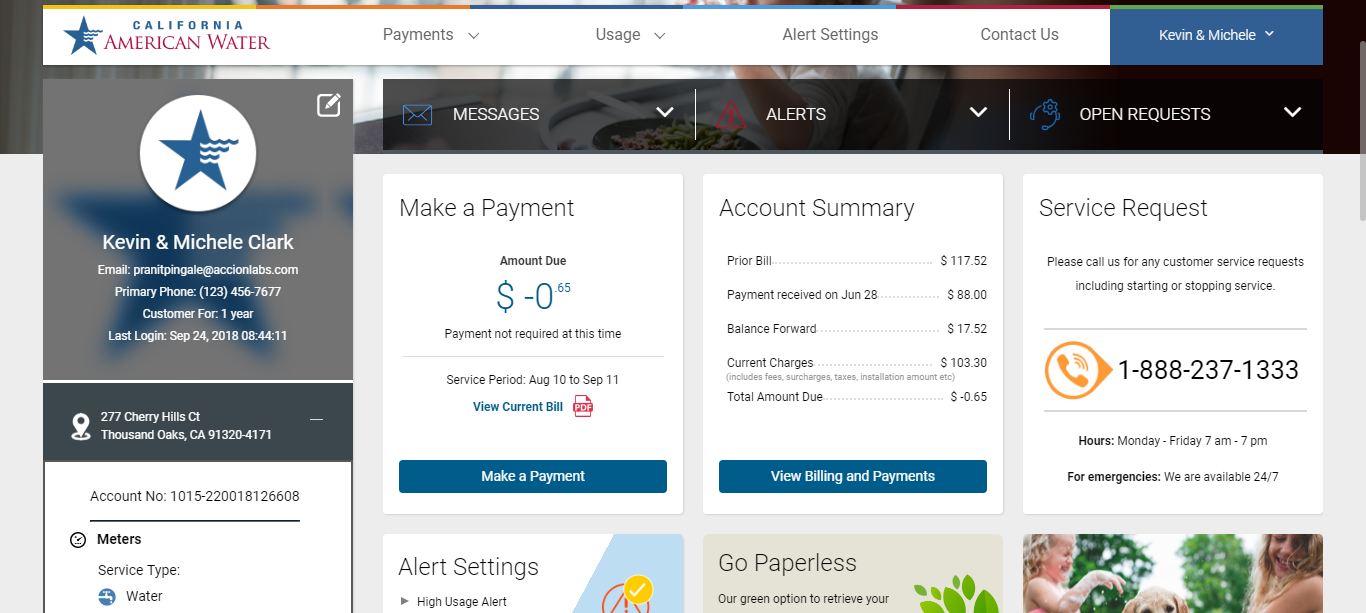 CALIFORNIA
AMERICAN WATER
Payments
Usage
Alert Settings
Contact Us
Kevin & Michele
MESSAGES
ALERTS
OPEN REQUESTS
Kevin & Michele Clark
Email: pranitpingale@accionlabs.com
Primary Phone: (123) 456-7677
Customer For: 1 year
Last Login: Sep 24, 2018 08:44:11
277 Cherry Hills Ct
Thousand Oaks, CA 91320-4171
Account No: 1015-220018126608
Meters
Service Type:
Water
Make a Payment
Amount Due
$ -0.65
Payment not required at this time
Service Period: Aug 10 to Sep 11
View Current Bill PDF
Make a Payment
Account Summary
Prior Bill $ 117.52
Payment received on Jun 28 $ 88.00
Balance Forward $ 17.52
Current Charges $ 103.30
(includes fees, surcharges, taxes, installation amount etc)
Total Amount Due $ -0.65
View Billing and Payments
Service Request
Please call us for any customer service requests
including starting or stopping service.
1-888-237-1333
Hours: Monday - Friday 7 am - 7 pm
For emergencies: We are available 24/7
Alert Settings
High Usage Alert
Go Paperless
Our green option to retrieve your